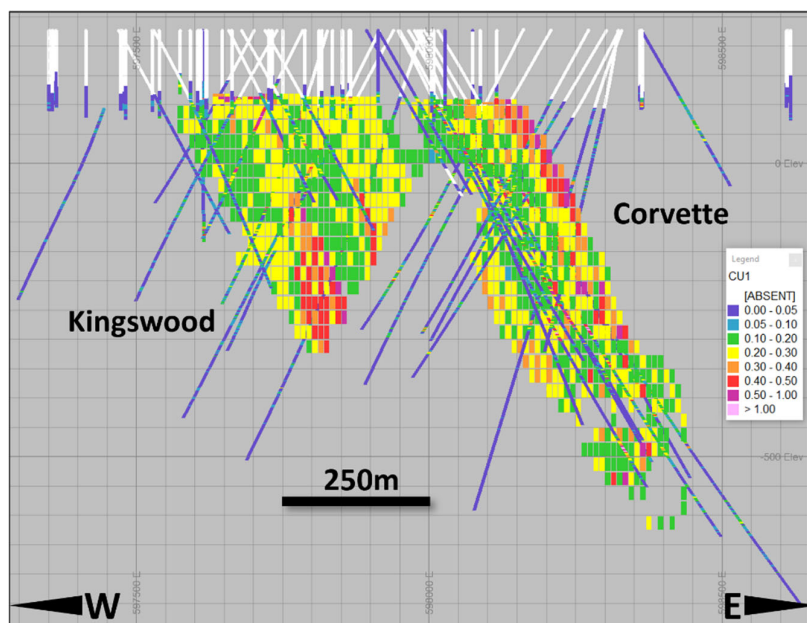 597500 E
598000 E
598500 E
0 Elev
Corvette
Kingswood
Legend
CU1
[ABSENT]
0.00 - 0.05
0.05 - 0.10
0.10 - 0.20
0.20 - 0.30
0.30 - 0.40
0.40 - 0.50
0.50 - 1.00
> 1.00
-500 Elev
250m
W
E
597500 E
598000 E
598500 E